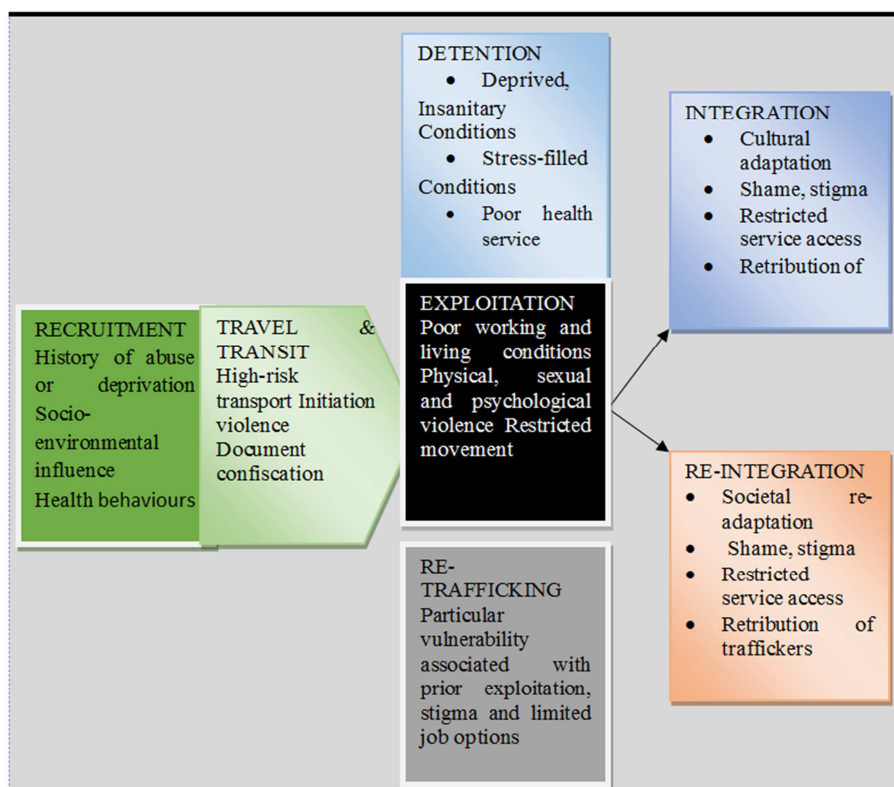 DETENTION
• Deprived,
Insanitary
Conditions
• Stress-filled
Conditions
• Poor health
service
INTEGRATION
• Cultural
adaptation
• Shame, stigma
• Restricted
service access
• Retribution of
RECRUITMENT
History of abuse
or deprivation
Socio-
environmental
influence
Health behaviours
TRAVEL &
TRANSIT
High-risk
transport Initiation
violence
Document
confiscation
EXPLOITATION
Poor working and
living conditions
Physical, sexual
and psychological
violence Restricted
movement
RE-INTEGRATION
• Societal re-
adaptation
• Shame, stigma
• Restricted
service access
• Retribution of
traffickers
RE-
TRAFFICKING
Particular
vulnerability
associated with
prior exploitation,
stigma and limited
job options